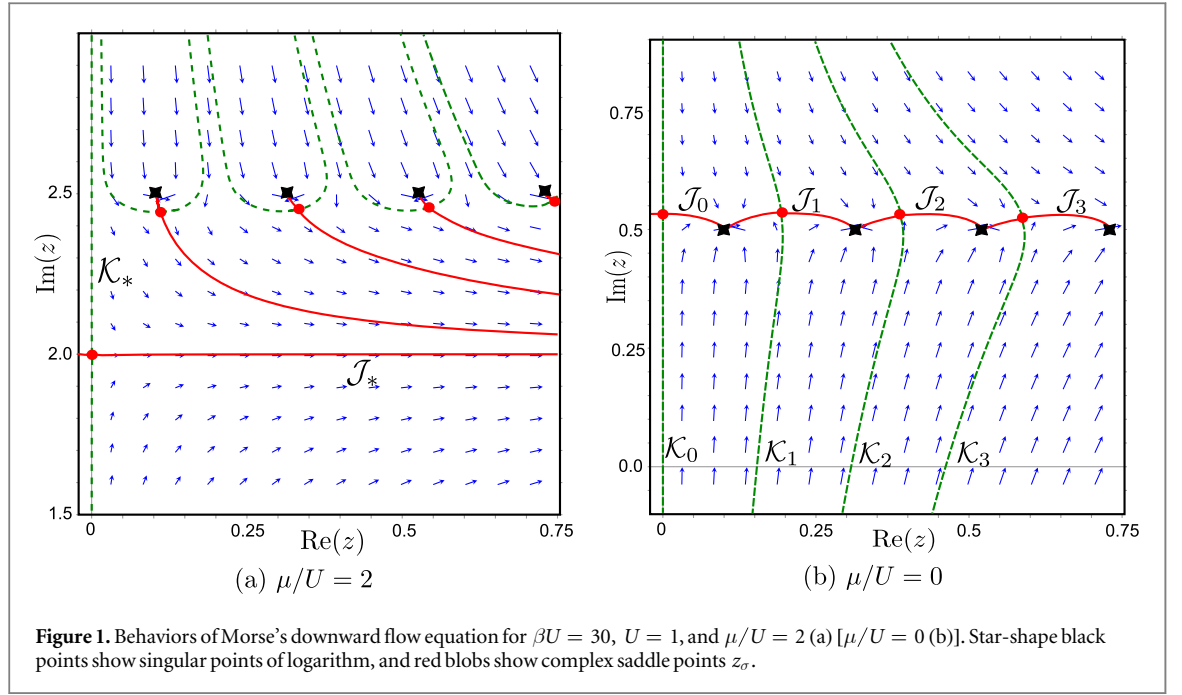 2.5
2.0
1.5
0
0.25
0.5
0.75
Im(z)
Re(z)
𝒦∗
𝒥∗
(a) μ/U = 2
0.75
0.5
0.25
0.0
0
0.25
0.5
0.75
Im(z)
Re(z)
𝒥0
𝒥1
𝒥2
𝒥3
𝒦0
𝒦1
𝒦2
𝒦3
(b) μ/U = 0
Figure 1. Behaviors of Morse's downward flow equation for βU = 30, U = 1, and μ/U = 2 (a) [μ/U = 0 (b)]. Star-shape black
points show singular points of logarithm, and red blobs show complex saddle points zσ.